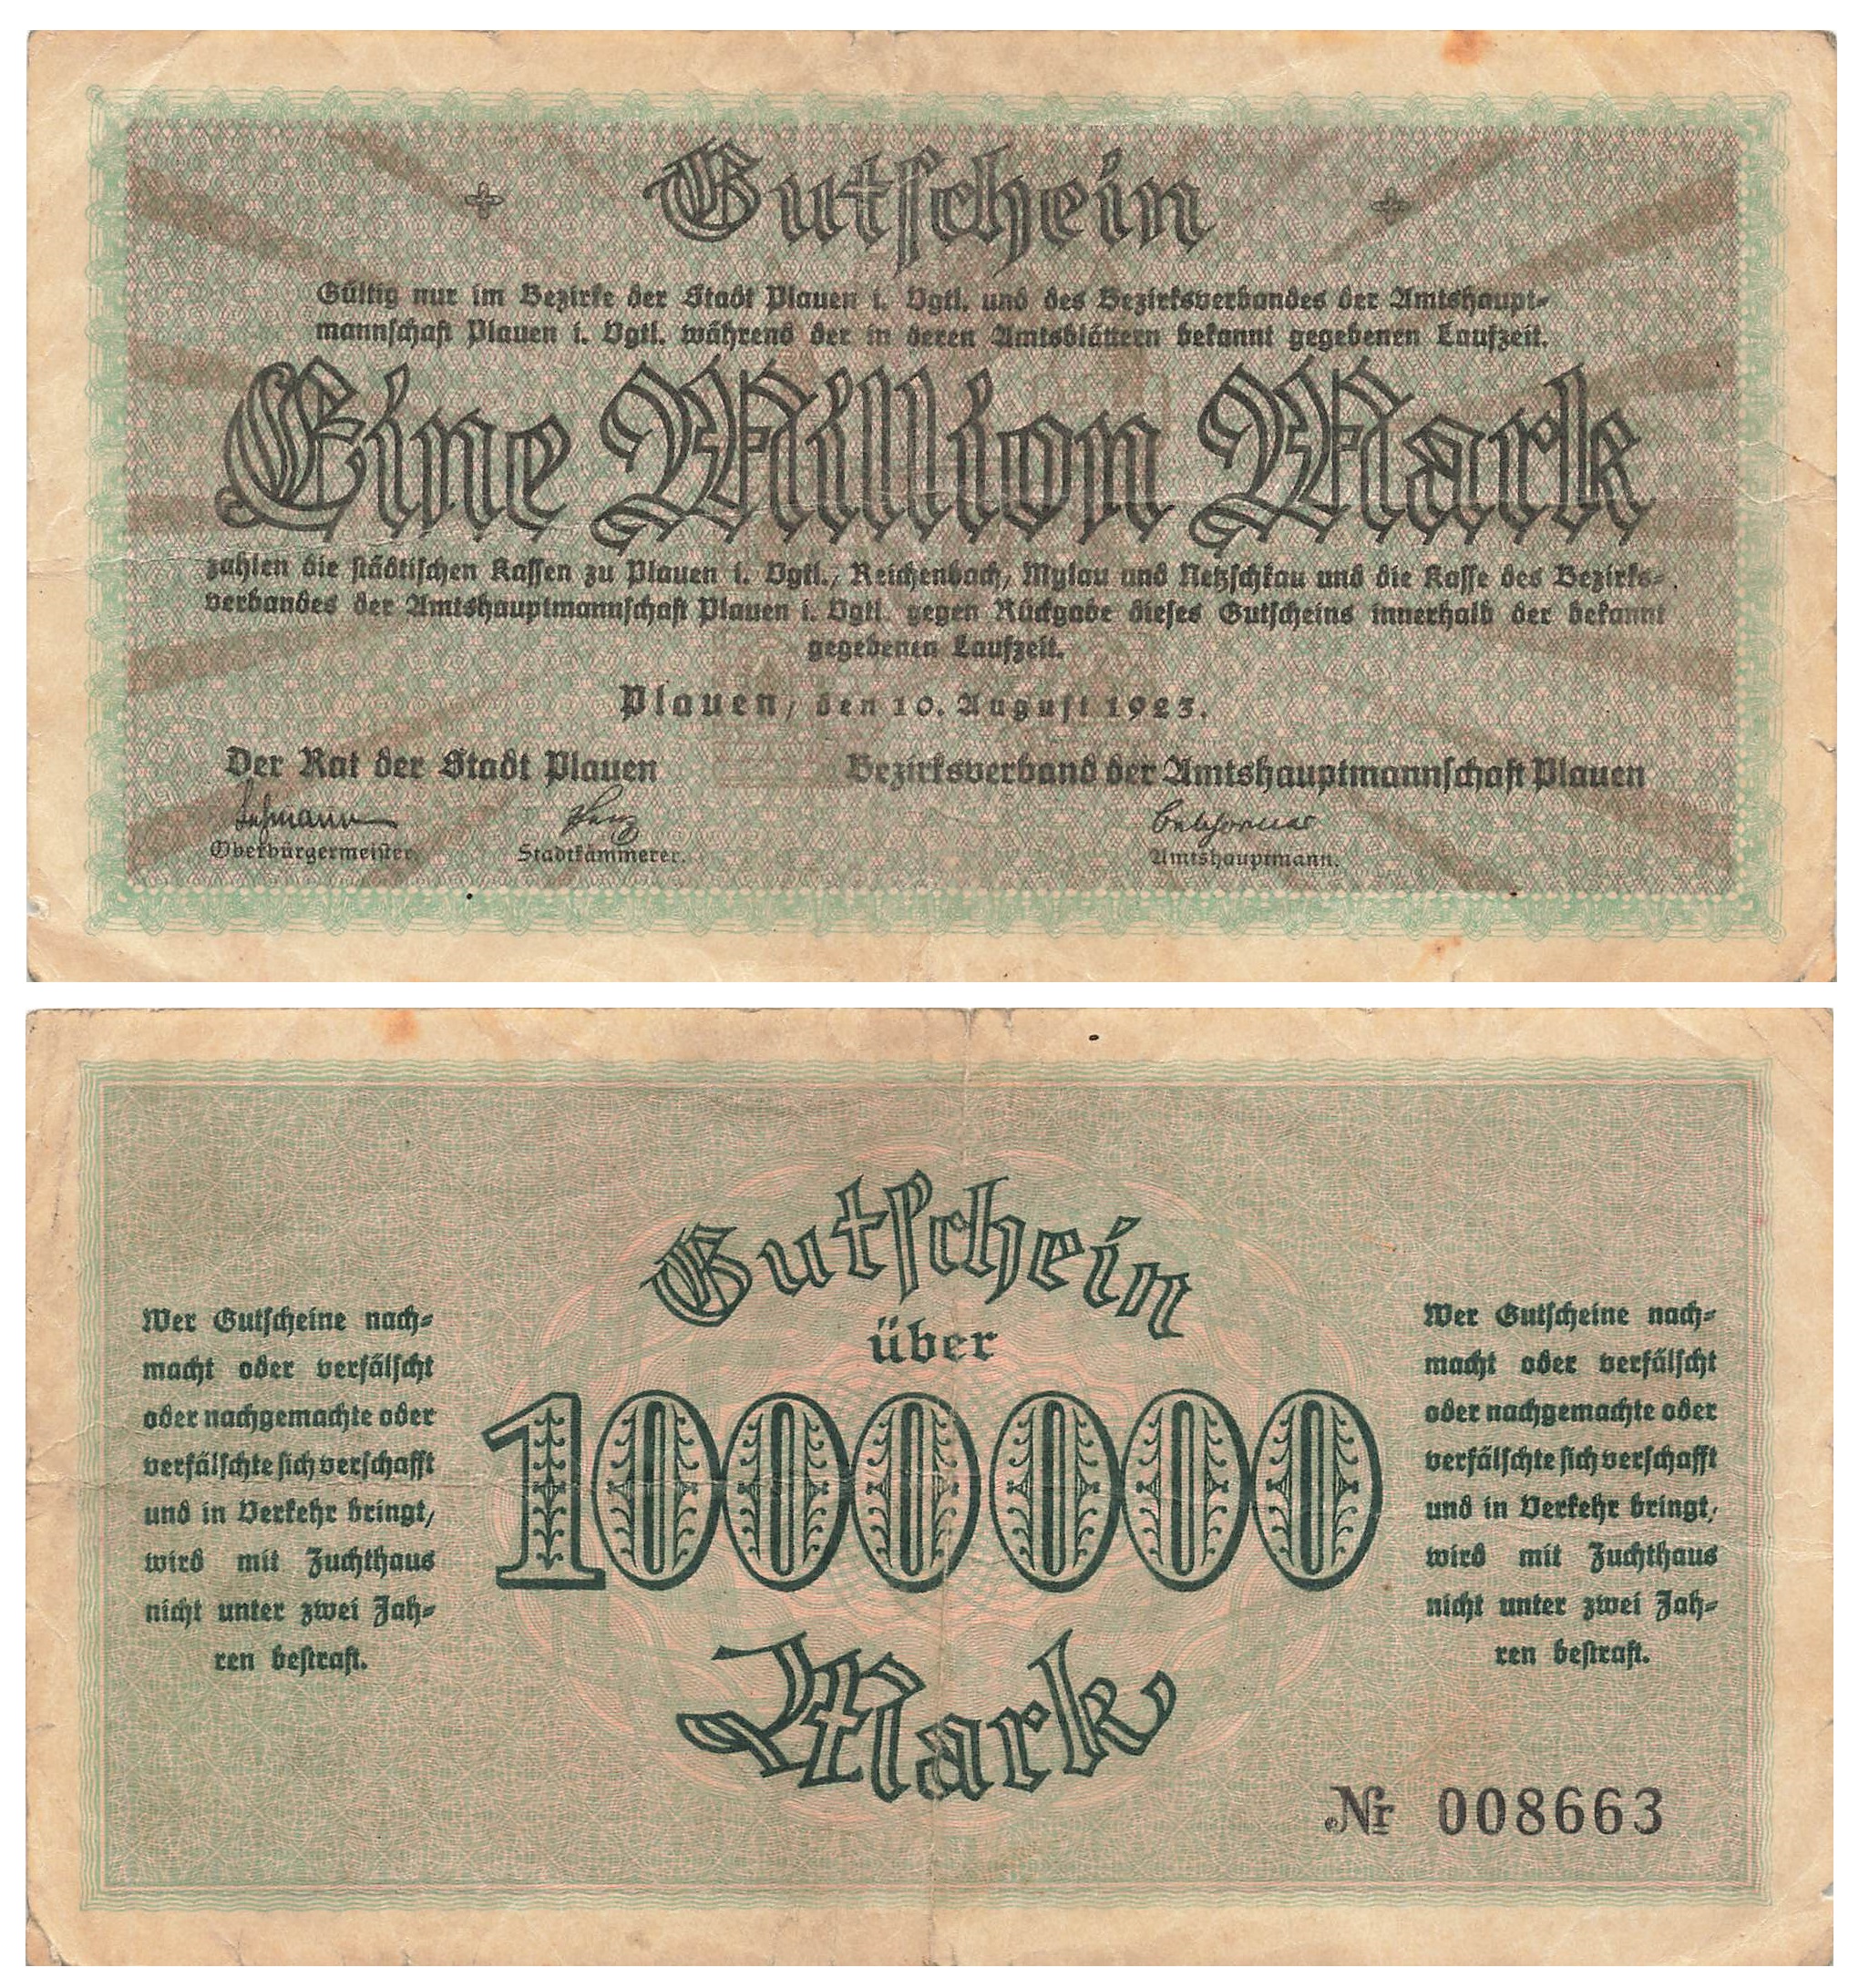 Gutschein
Gültig nur im Bezirke der Stadt Plauen i. Vgtl. und des Bezirksverbandes der Amtshaupt-
mannschaft Plauen i. Vgtl. während der in deren Amtsblättern bekannt gegebenen Laufzeit.
Eine Million Mark
zahlen die städtischen Kassen zu Plauen i. Vgtl., Reichenbach, Mylau und Netzschkau und die Kasse des Bezirks-
verbandes der Amtshauptmannschaft Plauen i. Vgtl. gegen Rückgabe dieses Gutscheins innerhalb der bekannt
gegebenen Laufzeit.
Plauen, den 10. August 1923.
Der Rat der Stadt Plauen
Bezirksverband der Amtshauptmannschaft Plauen
Lehmann
Oberbürgermeister.
Stadtkämmerer.
Amtshauptmann.
Gutschein
über
1000000
Mark
Wer Gutscheine nach-
macht oder verfälscht
oder nachgemachte oder
verfälschte sich verschafft
und in Verkehr bringt,
wird mit Zuchthaus
nicht unter zwei Jah-
ren bestraft.
Wer Gutscheine nach-
macht oder verfälscht
oder nachgemachte oder
verfälschte sich verschafft
und in Verkehr bringt,
wird mit Zuchthaus
nicht unter zwei Jah-
ren bestraft.
Nr 008663